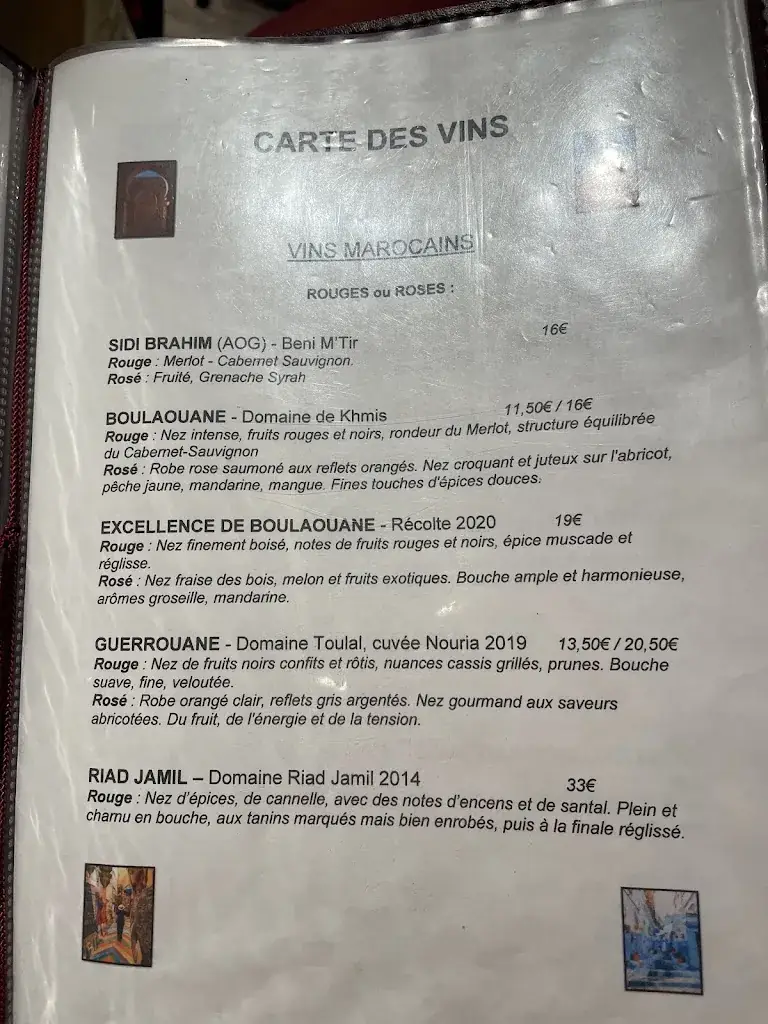 CARTE DES VINS
VINS MAROCAINS
ROUGES ou ROSES :
SIDI BRAHIM (AOG) - Beni M'Tir 16€
Rouge : Merlot - Cabernet Sauvignon.
Rosé : Fruité, Grenache Syrah
BOULAOUANE - Domaine de Khmis 11,50€ / 16€
Rouge : Nez intense, fruits rouges et noirs, rondeur du Merlot, structure équilibrée
du Cabernet-Sauvignon
Rosé : Robe rose saumoné aux reflets orangés. Nez croquant et juteux sur l'abricot,
pêche jaune, mandarine, mangue. Fines touches d'épices douces.
EXCELLENCE DE BOULAOUANE - Récolte 2020 19€
Rouge : Nez finement boisé, notes de fruits rouges et noirs, épice muscade et
réglisse.
Rosé : Nez fraise des bois, melon et fruits exotiques. Bouche ample et harmonieuse,
arômes groseille, mandarine.
GUERROUANE - Domaine Toulal, cuvée Nouria 2019 13,50€ / 20,50€
Rouge : Nez de fruits noirs confits et rôtis, nuances cassis grillés, prunes. Bouche
suave, fine, veloutée.
Rosé : Robe orangé clair, reflets gris argentés. Nez gourmand aux saveurs
abricotées. Du fruit, de l'énergie et de la tension.
RIAD JAMIL – Domaine Riad Jamil 2014 33€
Rouge : Nez d'épices, de cannelle, avec des notes d'encens et de santal. Plein et
charnu en bouche, aux tanins marqués mais bien enrobés, puis à la finale réglissé.